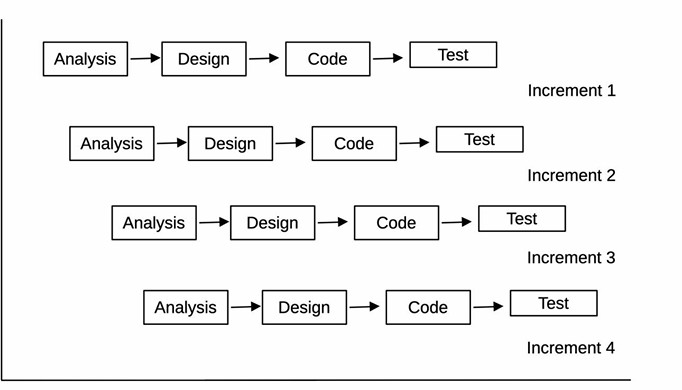 Analysis Design Code Test
Increment 1
Analysis Design Code Test
Increment 2
Analysis Design Code Test
Increment 3
Analysis Design Code Test
Increment 4